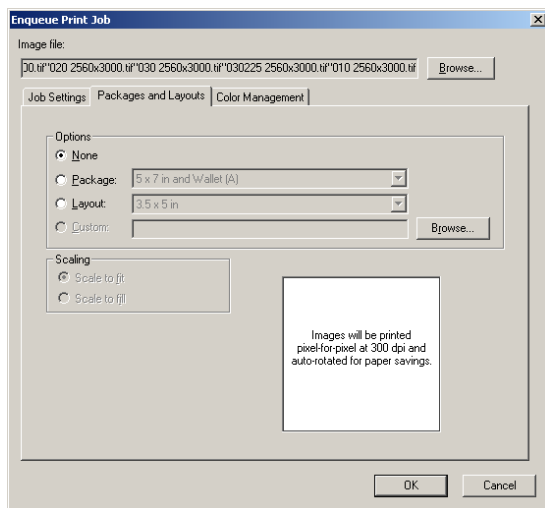 Enqueue Print Job
Image file:
00.tif"020 2560x3000.tif"030 2560x3000.tif"030225 2560x3000.tif"010 2560x3000.tif
Browse...
Job Settings Packages and Layouts Color Management
Options
None
Package: 5 x 7 in and Wallet (A)
Layout: 3.5 x 5 in
Custom: Browse...
Scaling
Scale to fit
Scale to fill
Images will be printed
pixel-for-pixel at 300 dpi and
auto-rotated for paper savings.
OK Cancel